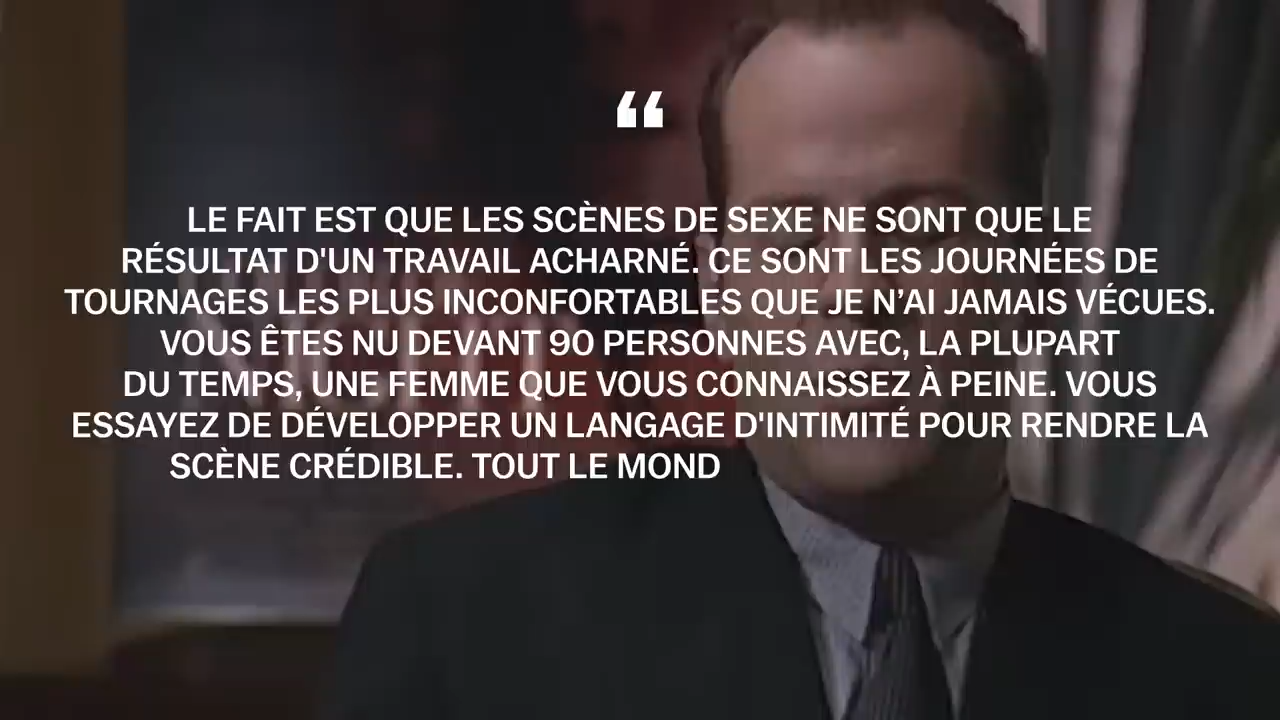 “
LE FAIT EST QUE LES SCÈNES DE SEXE NE SONT QUE LE
RÉSULTAT D'UN TRAVAIL ACHARNÉ. CE SONT LES JOURNÉES DE
TOURNAGES LES PLUS INCONFORTABLES QUE JE N’AI JAMAIS VÉCUES.
VOUS ÊTES NU DEVANT 90 PERSONNES AVEC, LA PLUPART
DU TEMPS, UNE FEMME QUE VOUS CONNAISSEZ À PEINE. VOUS
ESSAYEZ DE DÉVELOPPER UN LANGAGE D'INTIMITÉ POUR RENDRE LA
SCÈNE CRÉDIBLE. TOUT LE MOND